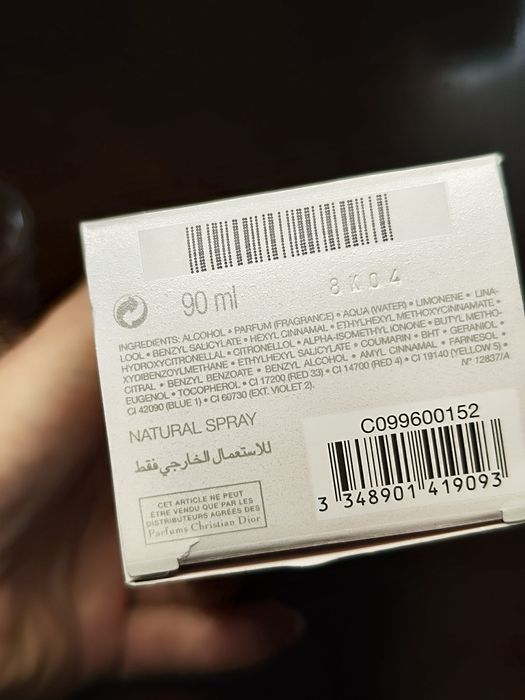 90 ml
8K04
INGREDIENTS: ALCOHOL • PARFUM (FRAGRANCE) • AQUA (WATER) • LIMONENE • LINA-
LOOL • BENZYL SALICYLATE • HEXYL CINNAMAL • ETHYLHEXYL METHOXYCINNAMATE •
HYDROXYCITRONELLAL • CITRONELLOL • ALPHA-ISOMETHYL IONONE • BUTYL METHO-
XYDIBENZOYLMETHANE • ETHYLHEXYL SALICYLATE • COUMARIN • BHT • GERANIOL •
CITRAL • BENZYL BENZOATE • BENZYL ALCOHOL • AMYL CINNAMAL • FARNESOL •
EUGENOL • TOCOPHEROL • CI 17200 (RED 33) • CI 14700 (RED 4) • CI 19140 (YELLOW 5) •
CI 42090 (BLUE 1) • CI 60730 (EXT. VIOLET 2). N° 12837/A
NATURAL SPRAY
للاستعمال الخارجي فقط
CET ARTICLE NE PEUT
ÊTRE VENDU QUE PAR LES
DISTRIBUTEURS AGRÉÉS DES
Parfums Christian Dior
C099600152
3 348901 419093